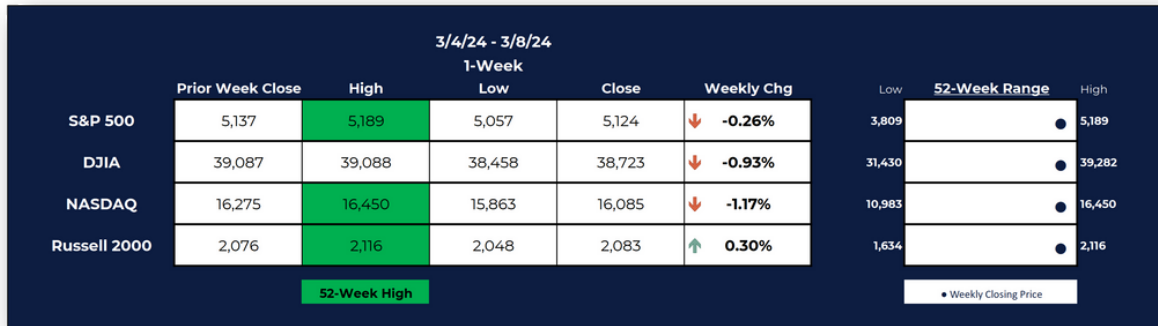 3/4/24 - 3/8/24
1-Week
Prior Week Close High Low Close Weekly Chg Low 52-Week Range High
S&P 500 5,137 5,189 5,057 5,124 -0.26% 3,809 5,189
DJIA 39,087 39,088 38,458 38,723 -0.93% 31,430 39,282
NASDAQ 16,275 16,450 15,863 16,085 -1.17% 10,983 16,450
Russell 2000 2,076 2,116 2,048 2,083 0.30% 1,634 2,116
52-Week High • Weekly Closing Price